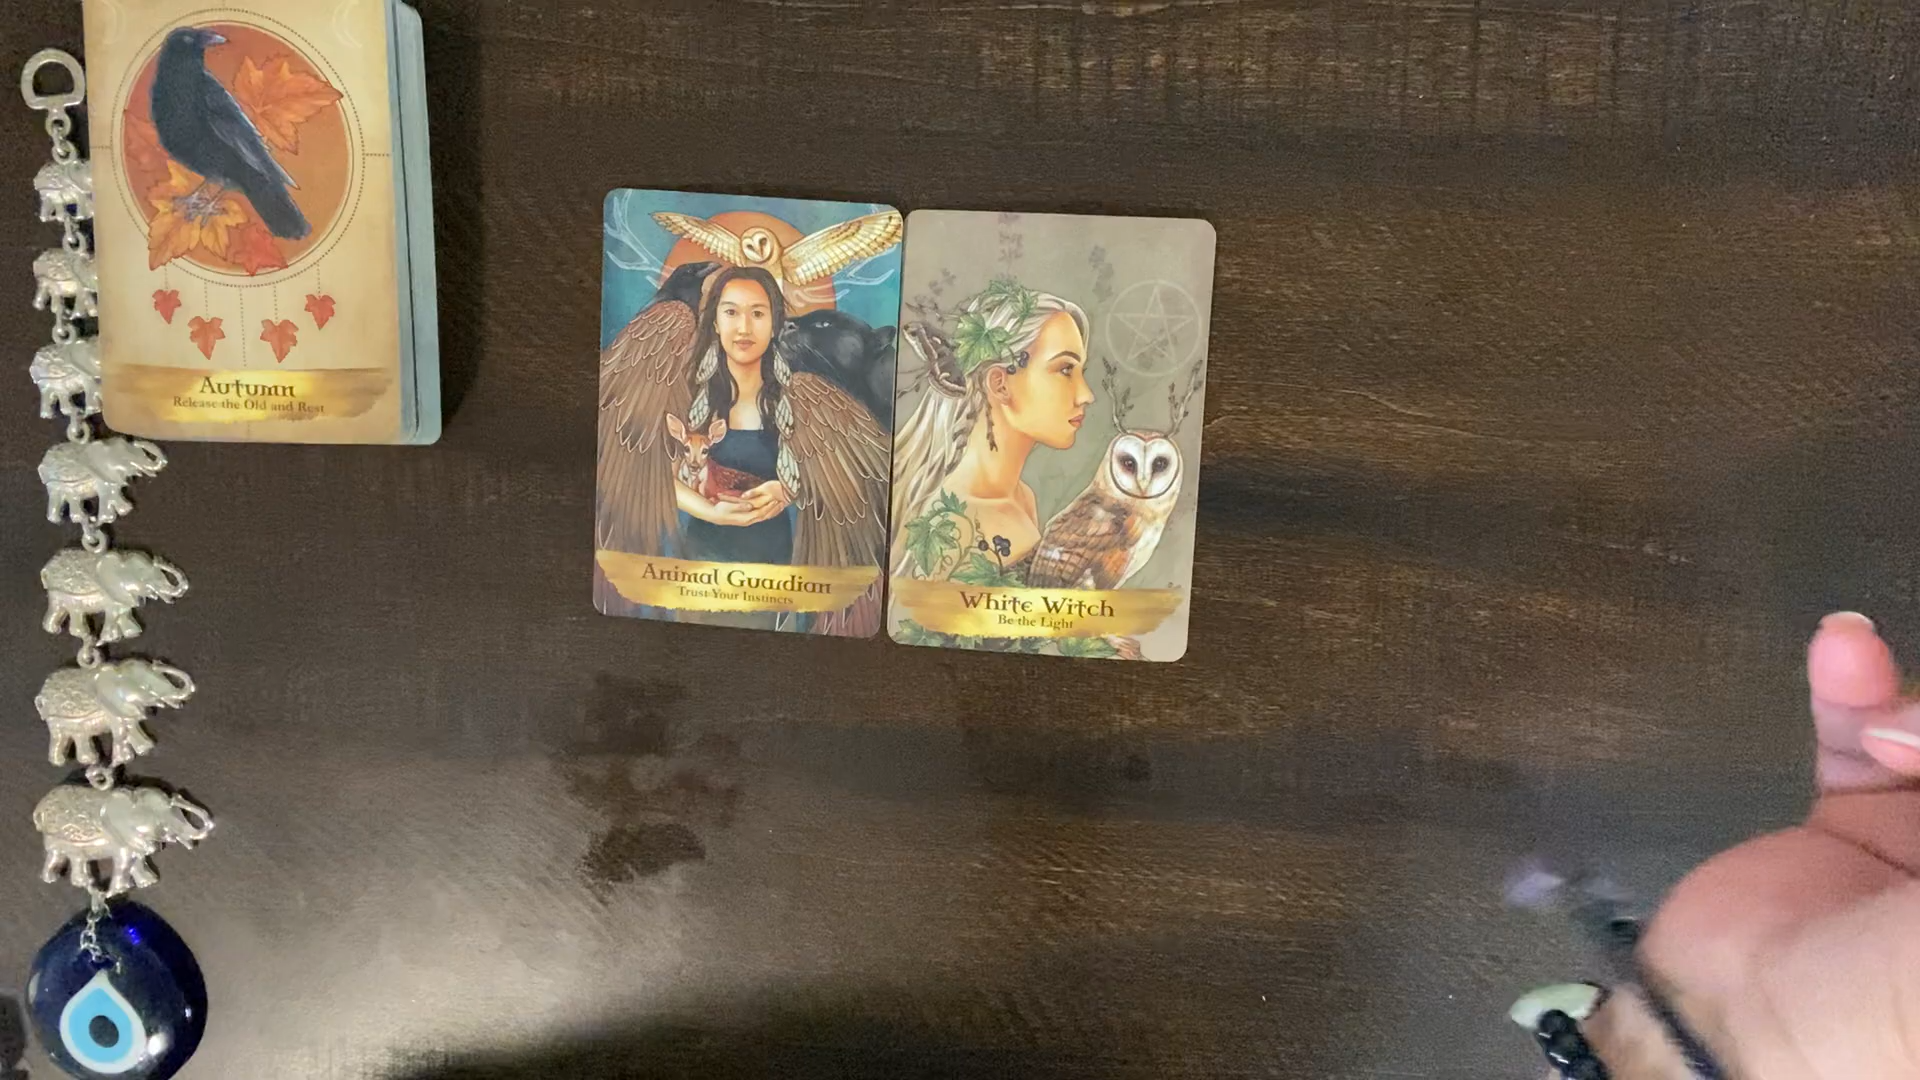 Autumn
Release the Old and Rest
Animal Guardian
Trust Your Instincts
White Witch
Be the Light